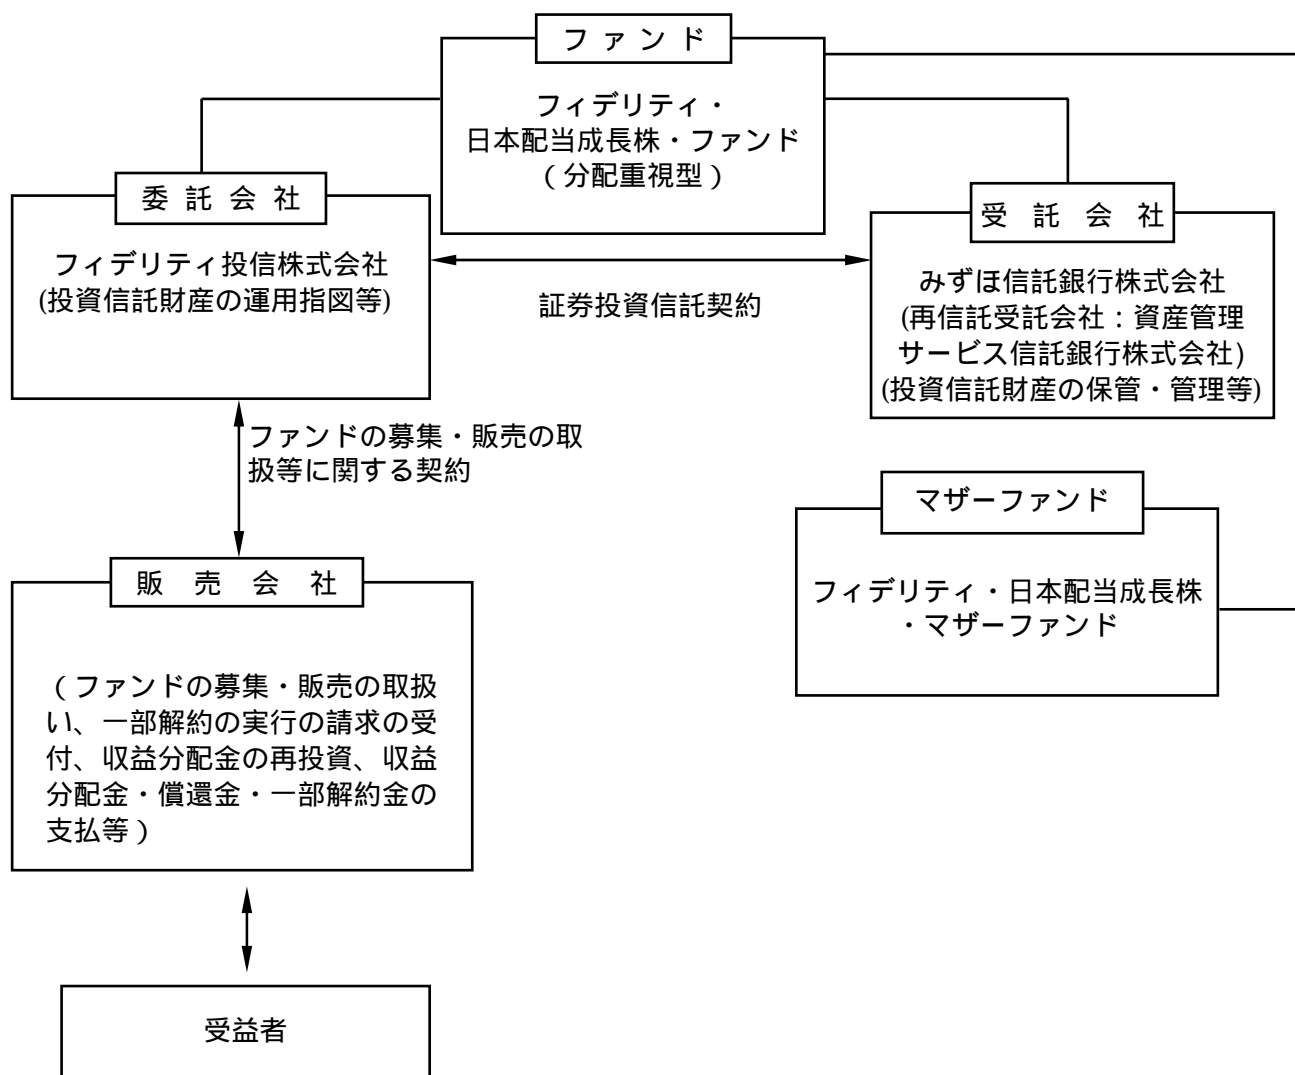 ファンド
フィデリティ・
日本配当成長株・ファンド
(分配重視型)
委託会社
フィデリティ投信株式会社
(投資信託財産の運用指図等)
証券投資信託契約
受託会社
みずほ信託銀行株式会社
(再信託受託会社：資産管理
サービス信託銀行株式会社)
(投資信託財産の保管・管理等)
ファンドの募集・販売の取
扱等に関する契約
マザーファンド
フィデリティ・日本配当成長株
・マザーファンド
販売会社
(ファンドの募集・販売の取扱
い、一部解約の実行の請求の受
付、収益分配金の再投資、収益
分配金・償還金・一部解約金の
支払等)
受益者